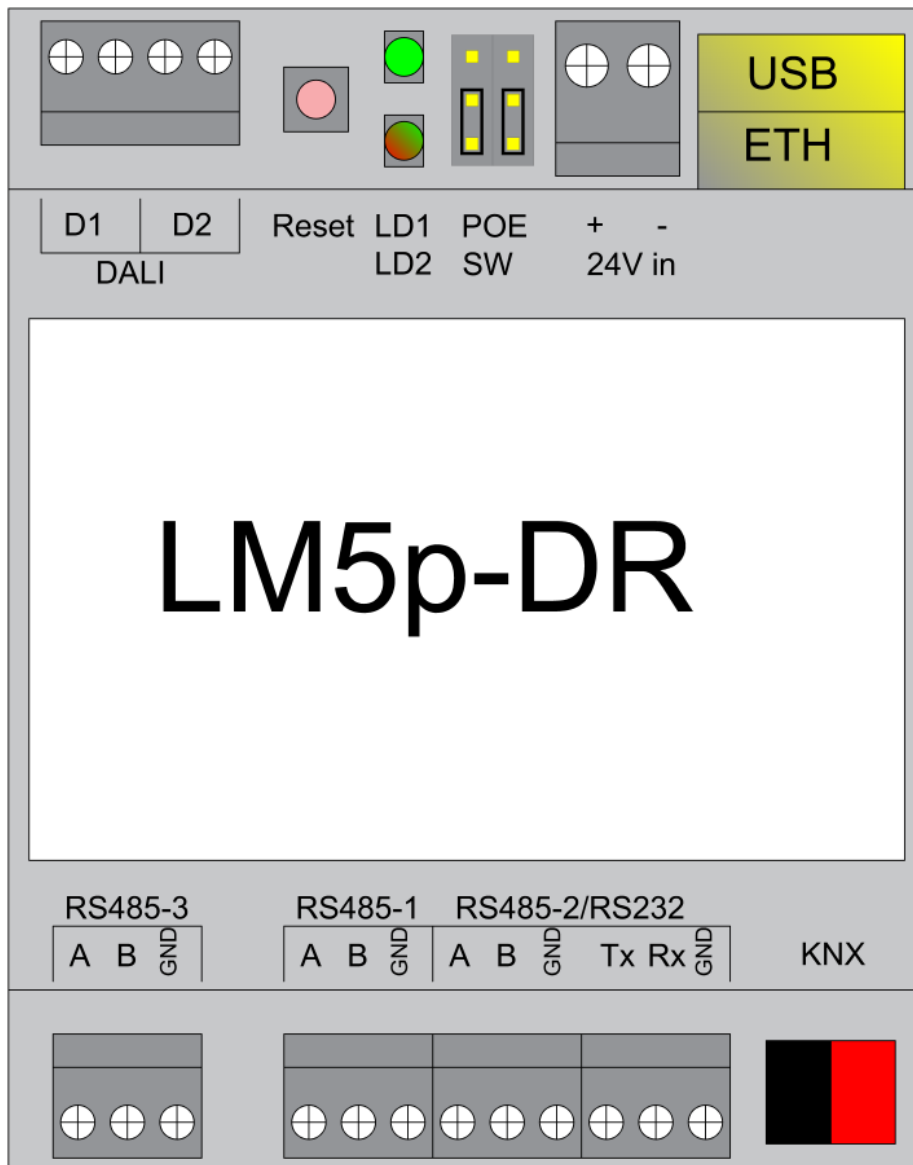 USB
ETH
D1 D2 Reset LD1 POE + -
DALI LD2 SW 24V in
LM5p-DR
RS485-3 RS485-1 RS485-2/RS232
A B GND A B GND A B GND Tx Rx GND KNX